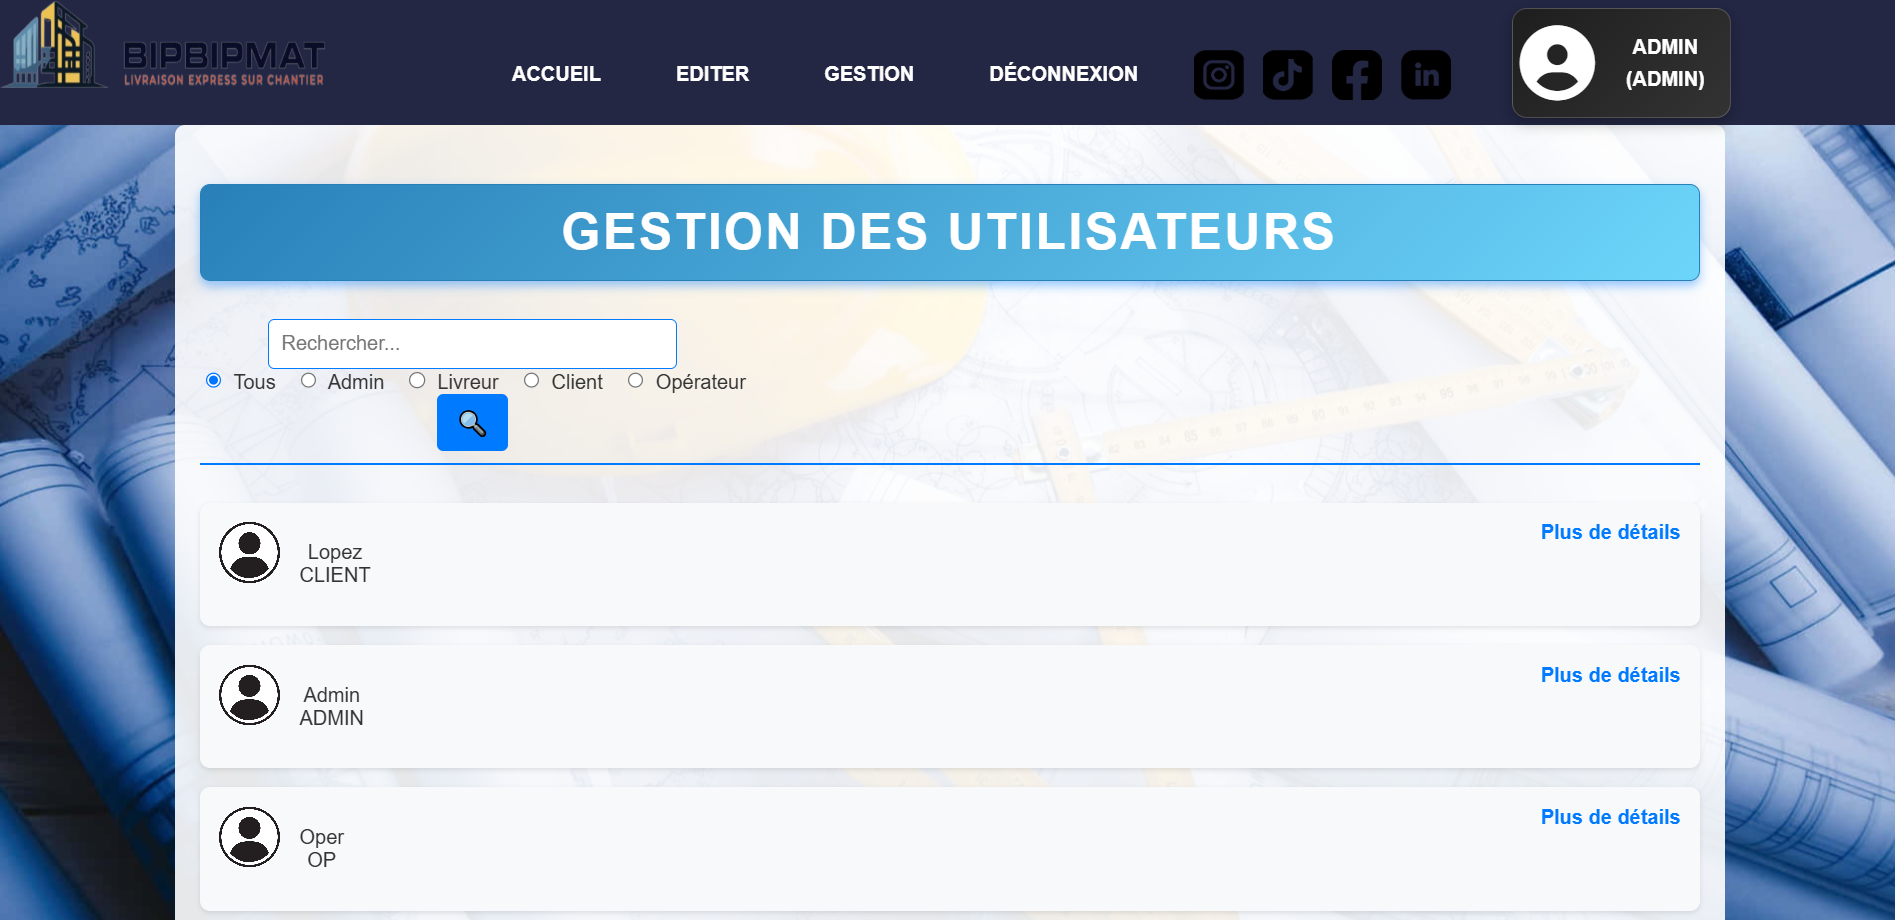 BIPBIPMAT
LIVRAISON EXPRESS SUR CHANTIER
ACCUEIL
EDITER
GESTION
DÉCONNEXION
ADMIN
(ADMIN)
GESTION DES UTILISATEURS
Rechercher...
Tous
Admin
Livreur
Client
Opérateur
Plus de détails
Lopez
CLIENT
Plus de détails
Admin
ADMIN
Plus de détails
Oper
OP